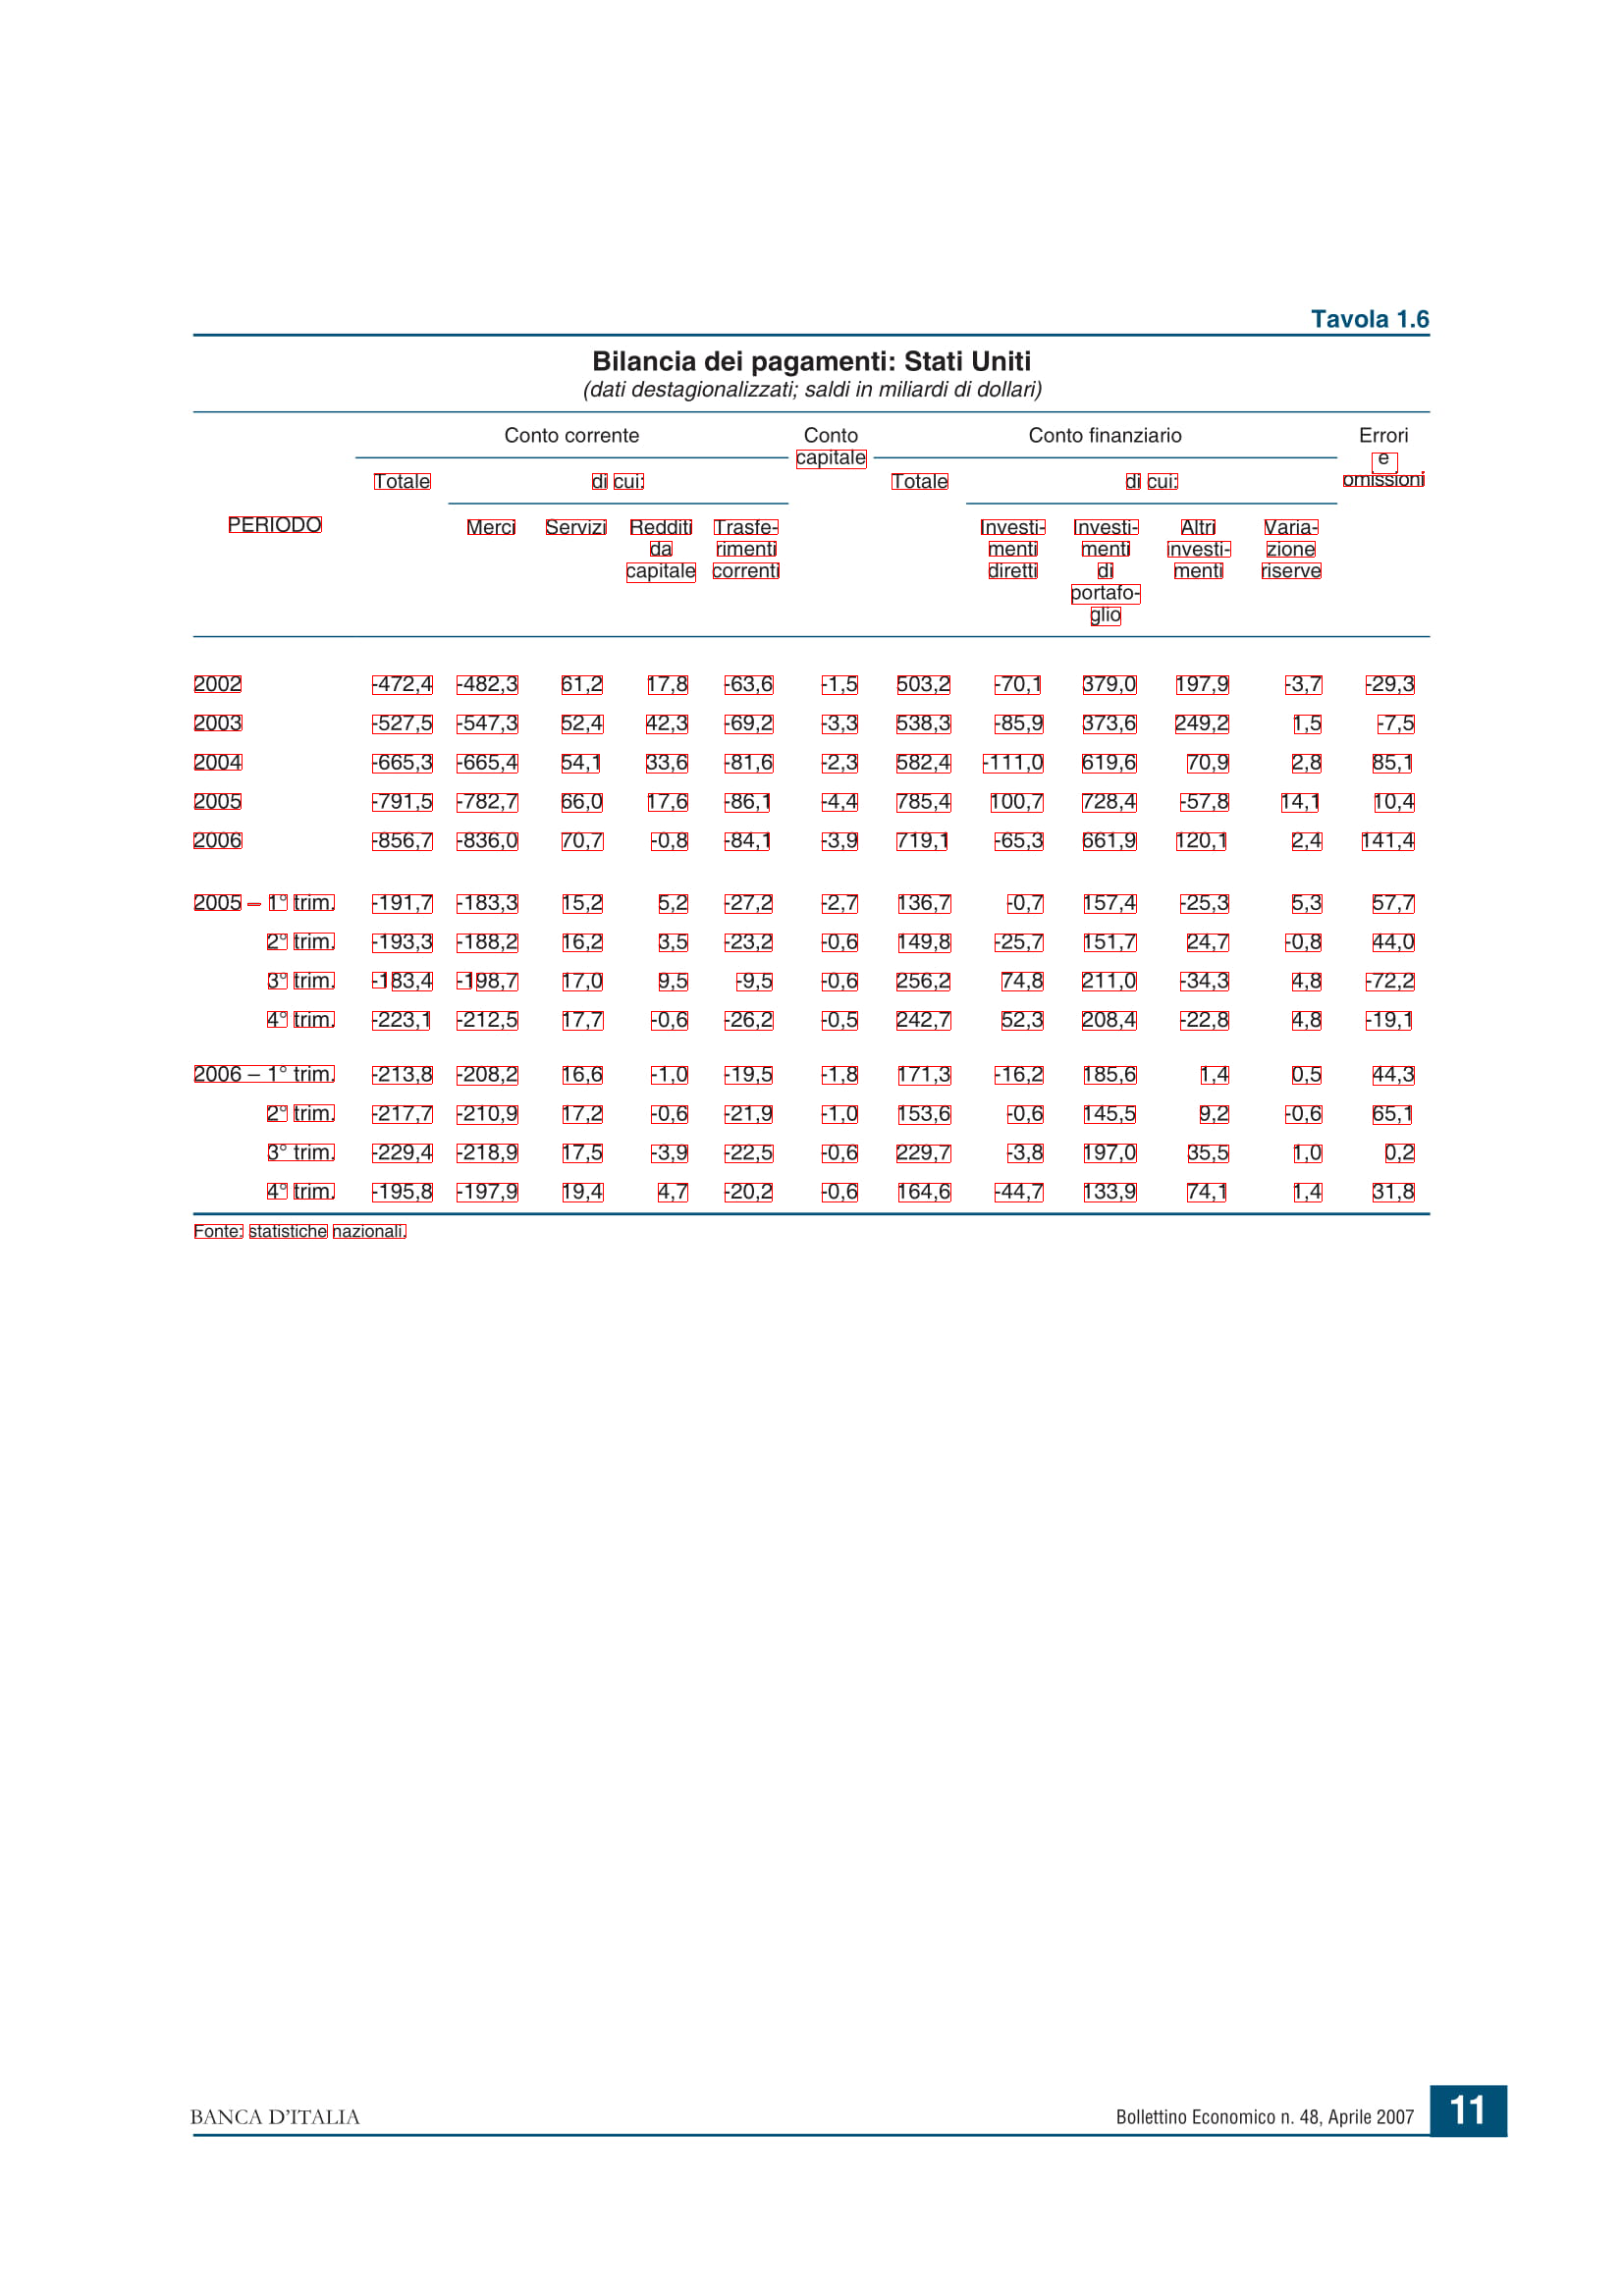 Tavola 1.6
Bilancia dei pagamenti: Stati Uniti
(dati destagionalizzati; saldi in miliardi di dollari)
Conto corrente Conto Conto finanziario Errori
capitale e
Totale di cui: Totale di cui: omissioni
PERIODO Merci Servizi Redditi Trasfe- Investi- Investi- Altri Varia-
da rimenti menti menti investi- zione
capitale correnti diretti di menti riserve
portafo-
glio
2002 -472,4 -482,3 61,2 17,8 -63,6 -1,5 503,2 -70,1 379,0 197,9 -3,7 -29,3
2003 -527,5 -547,3 52,4 42,3 -69,2 -3,3 538,3 -85,9 373,6 249,2 1,5 -7,5
2004 -665,3 -665,4 54,1 33,6 -81,6 -2,3 582,4 -111,0 619,6 70,9 2,8 85,1
2005 -791,5 -782,7 66,0 17,6 -86,1 -4,4 785,4 100,7 728,4 -57,8 14,1 10,4
2006 -856,7 -836,0 70,7 -0,8 -84,1 -3,9 719,1 -65,3 661,9 120,1 2,4 141,4
2005 – 1° trim. -191,7 -183,3 15,2 5,2 -27,2 -2,7 136,7 -0,7 157,4 -25,3 5,3 57,7
2° trim. -193,3 -188,2 16,2 3,5 -23,2 -0,6 149,8 -25,7 151,7 24,7 -0,8 44,0
3° trim. -183,4 -198,7 17,0 9,5 -9,5 -0,6 256,2 74,8 211,0 -34,3 4,8 -72,2
4° trim. -223,1 -212,5 17,7 -0,6 -26,2 -0,5 242,7 52,3 208,4 -22,8 4,8 -19,1
2006 – 1° trim. -213,8 -208,2 16,6 -1,0 -19,5 -1,8 171,3 -16,2 185,6 1,4 0,5 44,3
2° trim. -217,7 -210,9 17,2 -0,6 -21,9 -1,0 153,6 -0,6 145,5 9,2 -0,6 65,1
3° trim. -229,4 -218,9 17,5 -3,9 -22,5 -0,6 229,7 -3,8 197,0 35,5 1,0 0,2
4° trim. -195,8 -197,9 19,4 4,7 -20,2 -0,6 164,6 -44,7 133,9 74,1 1,4 31,8
Fonte: statistiche nazionali.
BANCA D'ITALIA Bollettino Economico n. 48, Aprile 2007 11